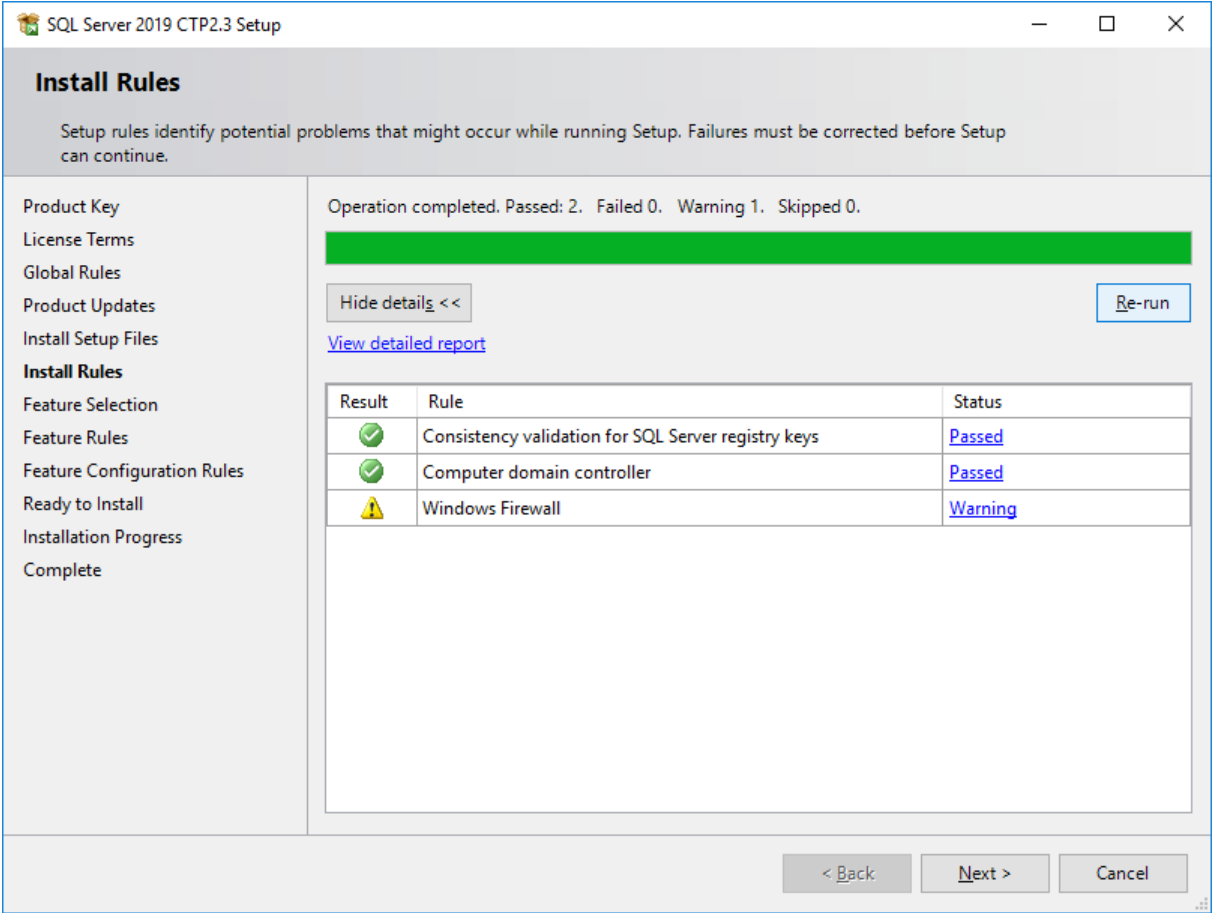 SQL Server 2019 CTP2.3 Setup
Install Rules
Setup rules identify potential problems that might occur while running Setup. Failures must be corrected before Setup
can continue.
Product Key
License Terms
Global Rules
Product Updates
Install Setup Files
Install Rules
Feature Selection
Feature Rules
Feature Configuration Rules
Ready to Install
Installation Progress
Complete
Operation completed. Passed: 2.   Failed 0.   Warning 1.   Skipped 0.
Hide details <<
Re-run
View detailed report
Result Rule Status
Consistency validation for SQL Server registry keys Passed
Computer domain controller Passed
Windows Firewall Warning
< Back
Next >
Cancel